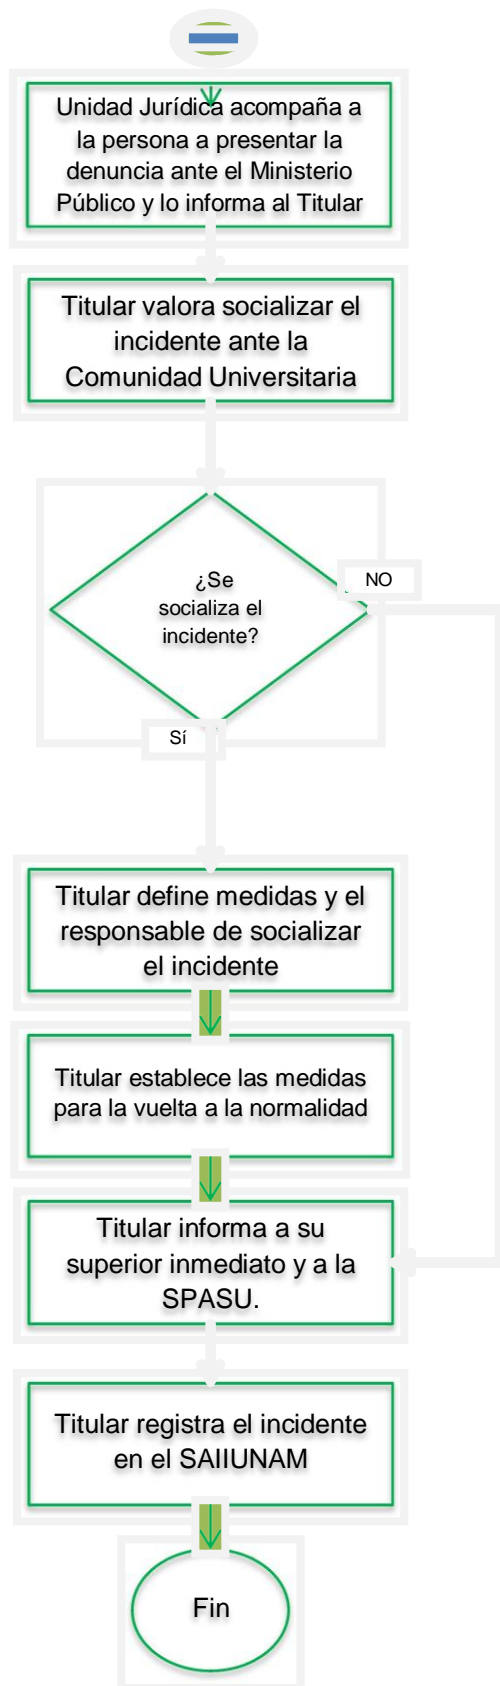 Unidad Jurídica acompaña a
la persona a presentar la
denuncia ante el Ministerio
Público y lo informa al Titular
Titular valora socializar el
incidente ante la
Comunidad Universitaria
¿Se
socializa el
incidente?
NO
Sí
Titular define medidas y el
responsable de socializar
el incidente
Titular establece las medidas
para la vuelta a la normalidad
Titular informa a su
superior inmediato y a la
SPASU.
Titular registra el incidente
en el SAIIUNAM
Fin